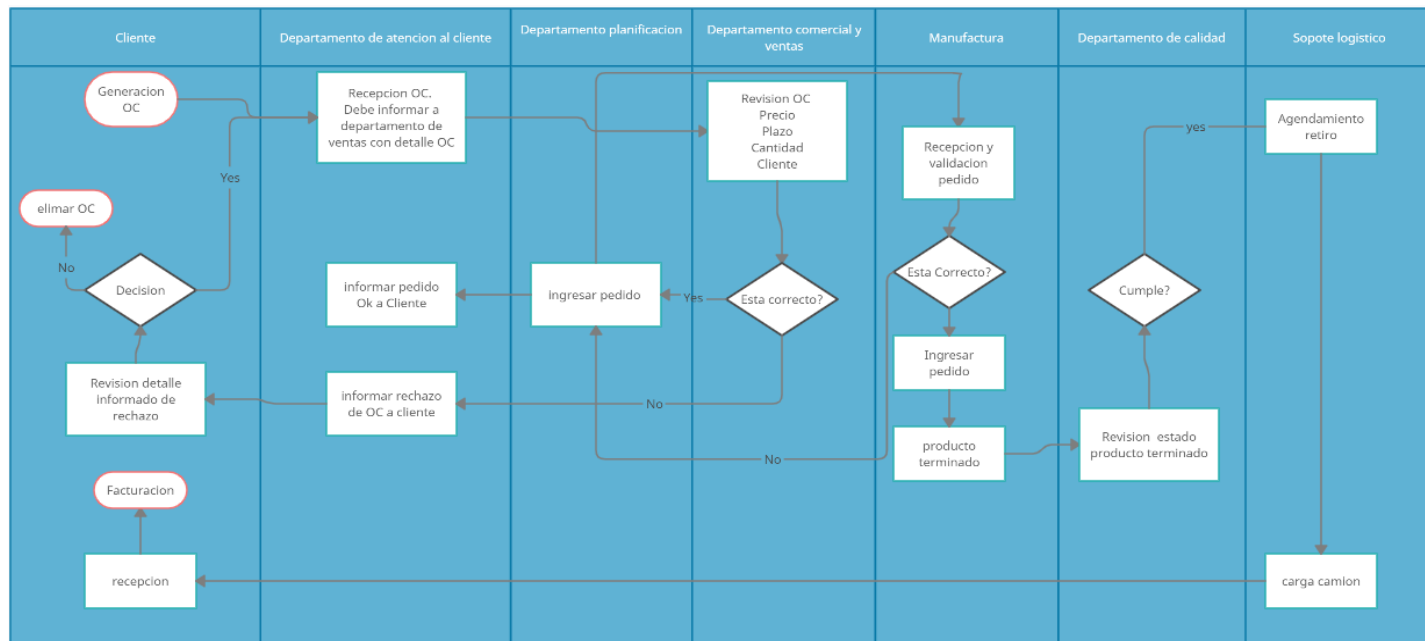 Cliente
Departamento de atencion al cliente
Departamento planificacion
Departamento comercial y
ventas
Manufactura
Departamento de calidad
Sopote logistico
Generacion
OC
Recepcion OC.
Debe informar a
departamento de
ventas con detalle OC
Revision OC
Precio
Plazo
Cantidad
Cliente
Recepcion y
validacion
pedido
yes
Agendamiento
retiro
Yes
elimar OC
No
Decision
informar pedido
Ok a Cliente
ingresar pedido
Yes
Esta correcto?
Esta Correcto?
Cumple?
Revision detalle
informado de
rechazo
informar rechazo
de OC a cliente
No
Ingresar
pedido
No
producto
terminado
Revision estado
producto terminado
Facturacion
recepcion
carga camion